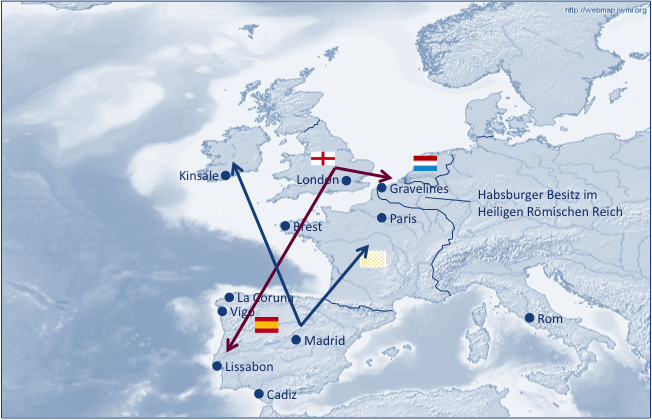 http://webmap.iwmi.org
Kinsale
London
Gravelines
Habsburger Besitz im
Heiligen Römischen Reich
Paris
Brest
La Coruna
Vigo
Rom
Madrid
Lissabon
Cadiz